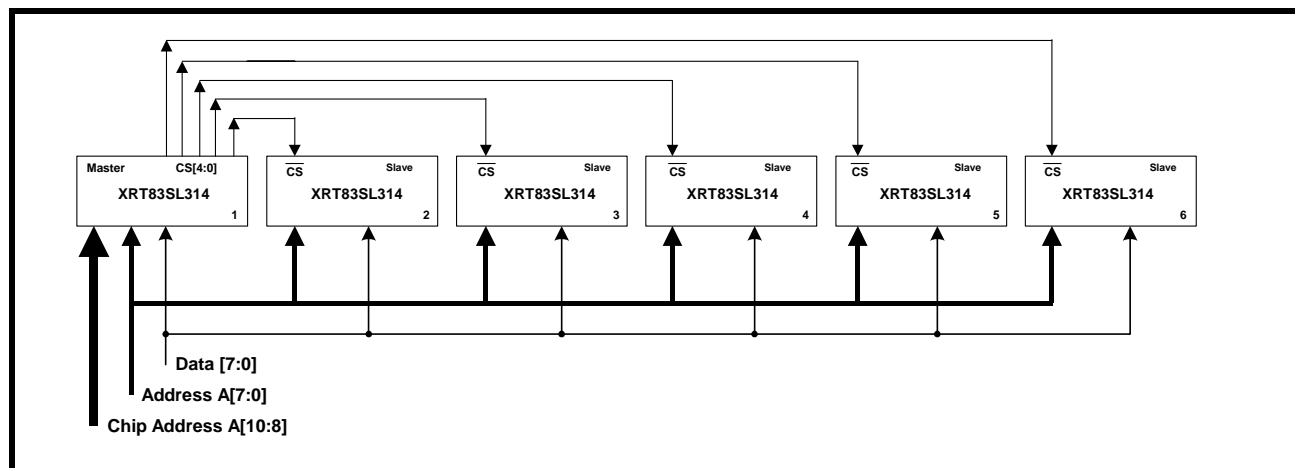 Master CS[4:0]
XRT83SL314
1
CS Slave
XRT83SL314
2
CS Slave
XRT83SL314
3
CS Slave
XRT83SL314
4
CS Slave
XRT83SL314
5
CS Slave
XRT83SL314
6
Data [7:0]
Address A[7:0]
Chip Address A[10:8]